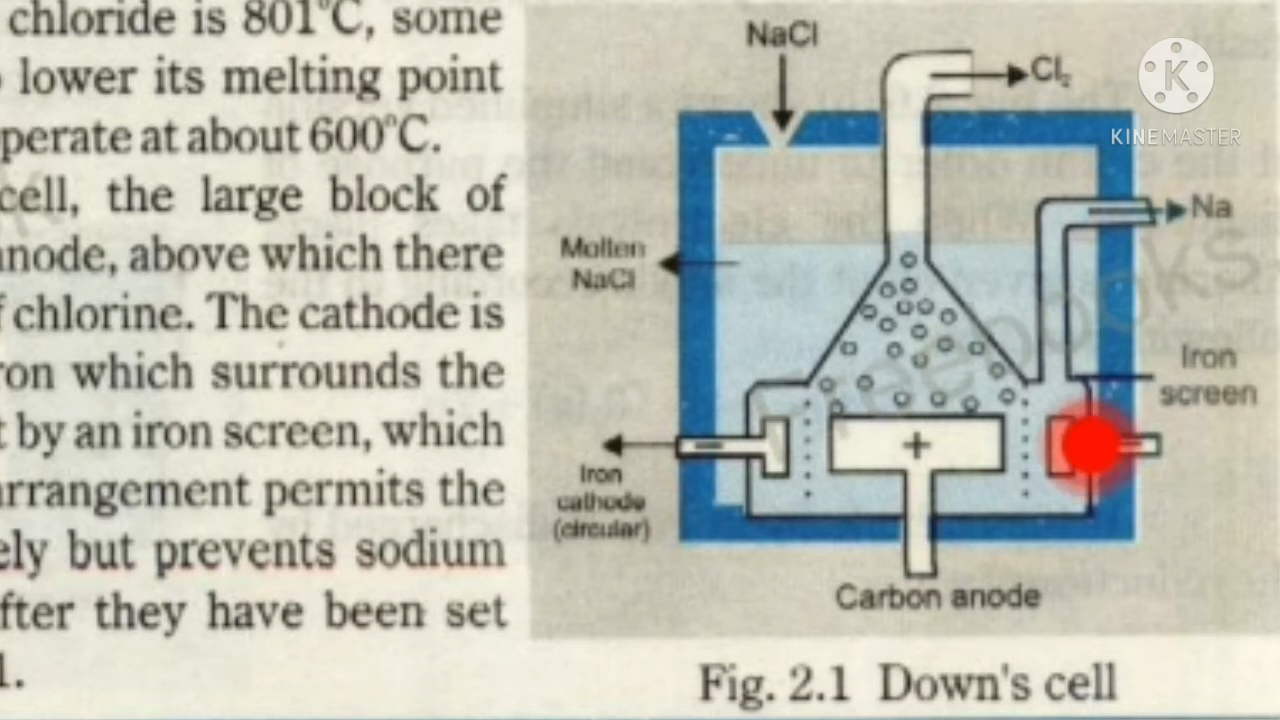 chloride is 801°C, some
lower its melting point
perate at about 600°C.
cell, the large block of
node, above which there
f chlorine. The cathode is
ron which surrounds the
t by an iron screen, which
rrangement permits the
ely but prevents sodium
fter they have been set
l.
NaCl
Cl₂
KINEMASTER
Na
Molten
NaCl
Iron
screen
+
Iron
cathode
(circular)
Carbon anode
Fig. 2.1 Down's cell